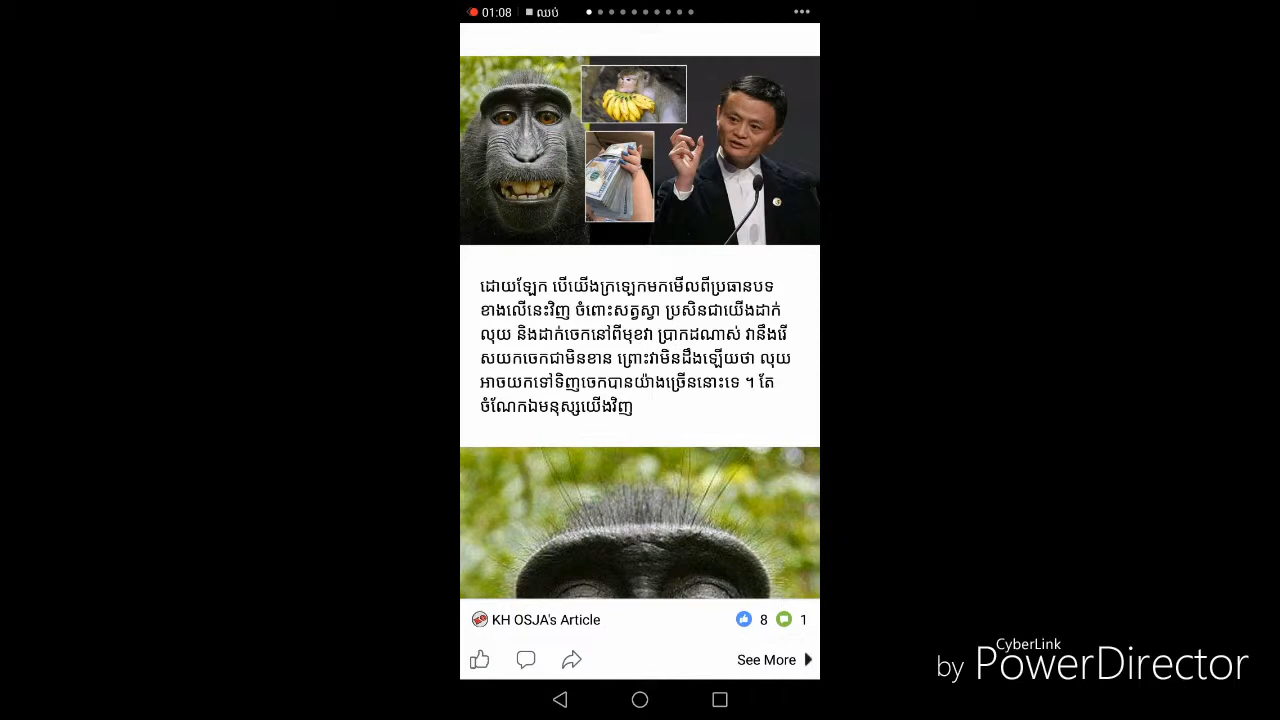 01:08
ឈប់
ដោយឡែក បើយើងក្រឡេកមកមើលពីប្រធានបទ
ខាងលើនេះវិញ ចំពោះសត្វស្វា ប្រសិនជាយើងដាក់
លុយ និងដាក់ចេកនៅពីមុខវា ប្រាកដណាស់ វានឹងរើ
សយកចេកជាមិនខាន ព្រោះវាមិនដឹងឡើយថា លុយ
អាចយកទៅទិញចេកបានយ៉ាងច្រើននោះទេ ។ តែ
ចំណែកឯមនុស្សយើងវិញ
KH OSJA's Article
8
1
See More
CyberLink
by PowerDirector